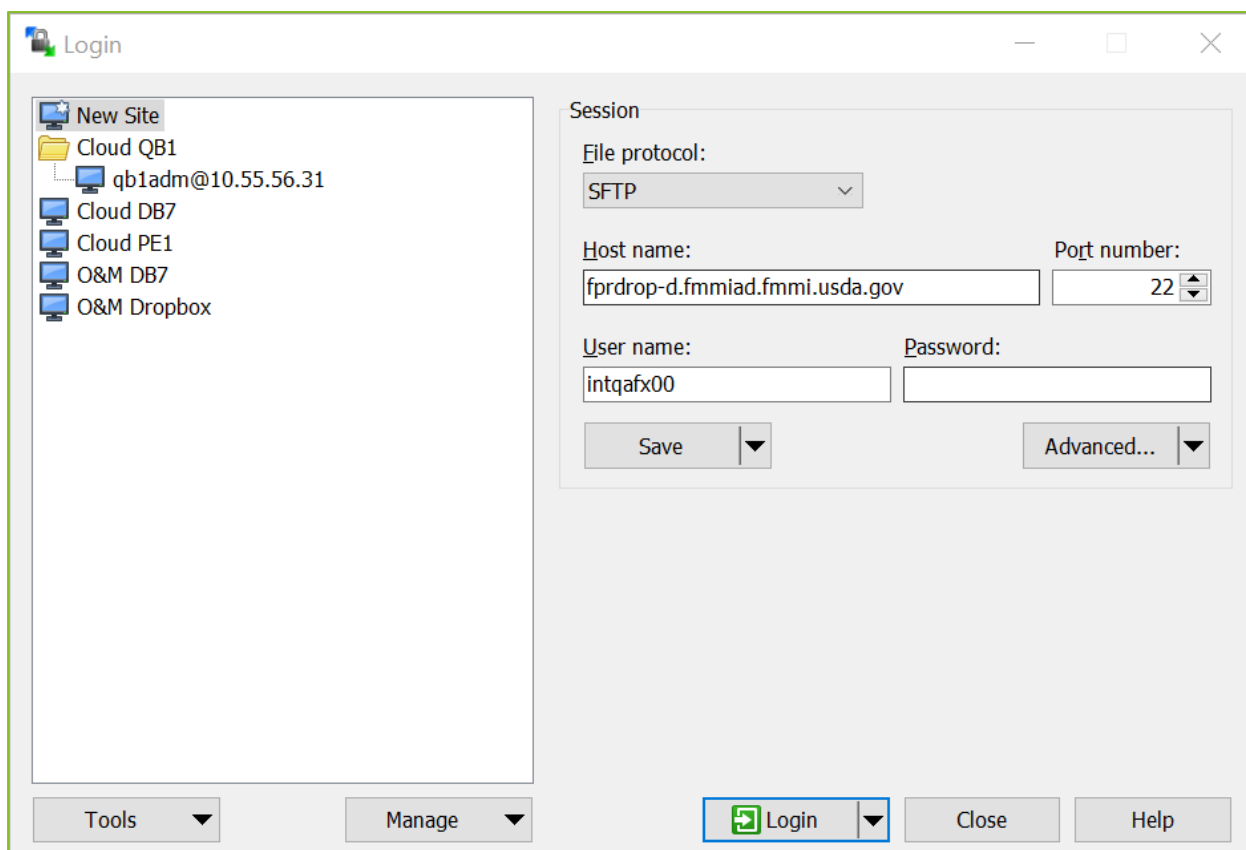 Login
New Site
Cloud QB1
qb1adm@10.55.56.31
Cloud DB7
Cloud PE1
O&M DB7
O&M Dropbox
Session
File protocol:
SFTP
Host name: Port number:
fprdrop-d.fmmiad.fmmi.usda.gov 22
User name: Password:
intqafx00
Save Advanced...
Tools Manage Login Close Help